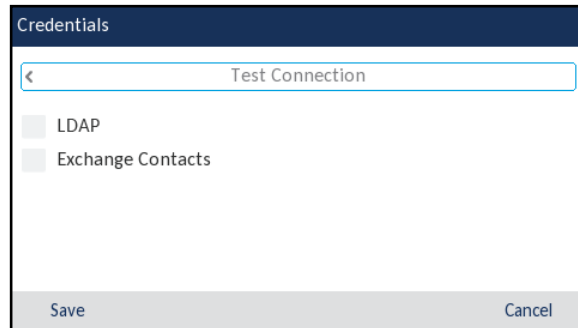 Credentials
Test Connection
LDAP
Exchange Contacts
Save Cancel